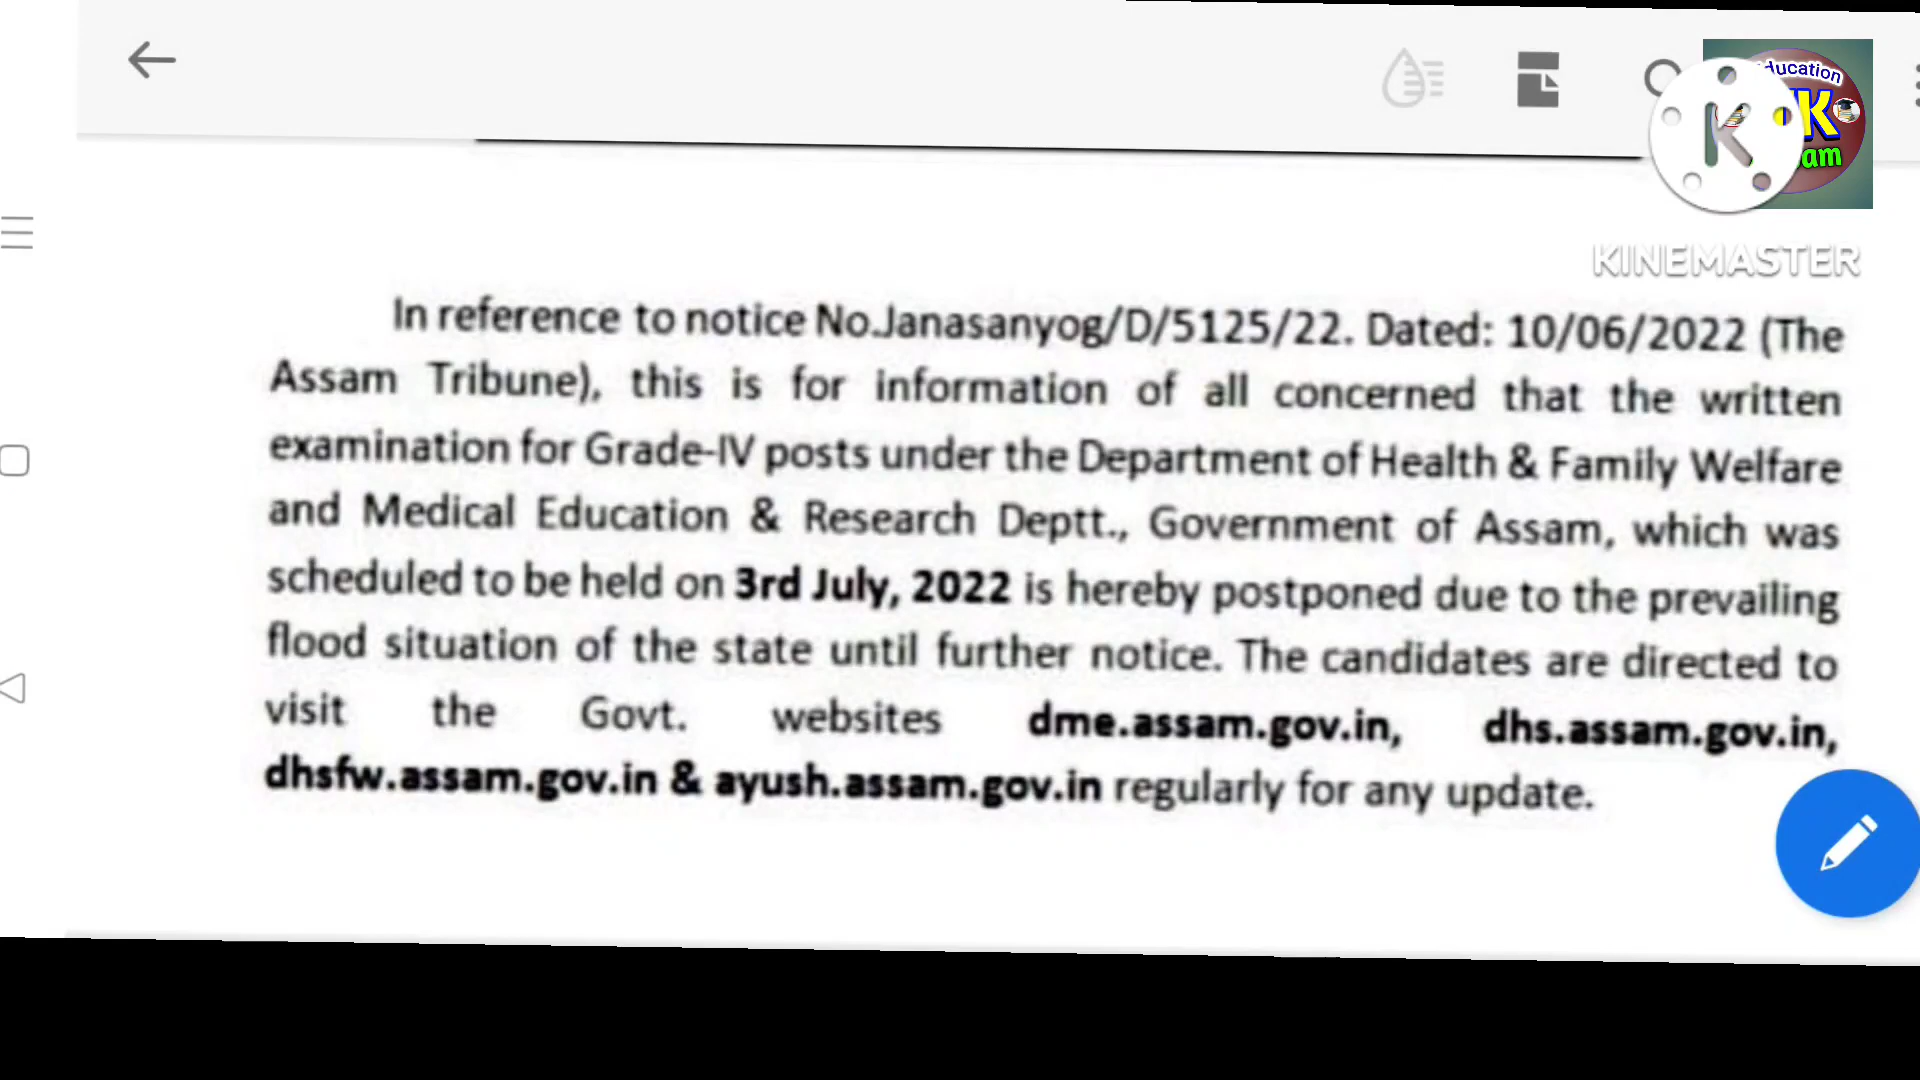 ducation
K
K
am
KINEMASTER
In reference to notice No.Janasanyog/D/5125/22. Dated: 10/06/2022 (The
Assam Tribune), this is for information of all concerned that the written
examination for Grade-IV posts under the Department of Health & Family Welfare
and Medical Education & Research Deptt., Government of Assam, which was
scheduled to be held on 3rd July, 2022 is hereby postponed due to the prevailing
flood situation of the state until further notice. The candidates are directed to
visit the Govt. websites dme.assam.gov.in, dhs.assam.gov.in,
dhsfw.assam.gov.in & ayush.assam.gov.in regularly for any update.